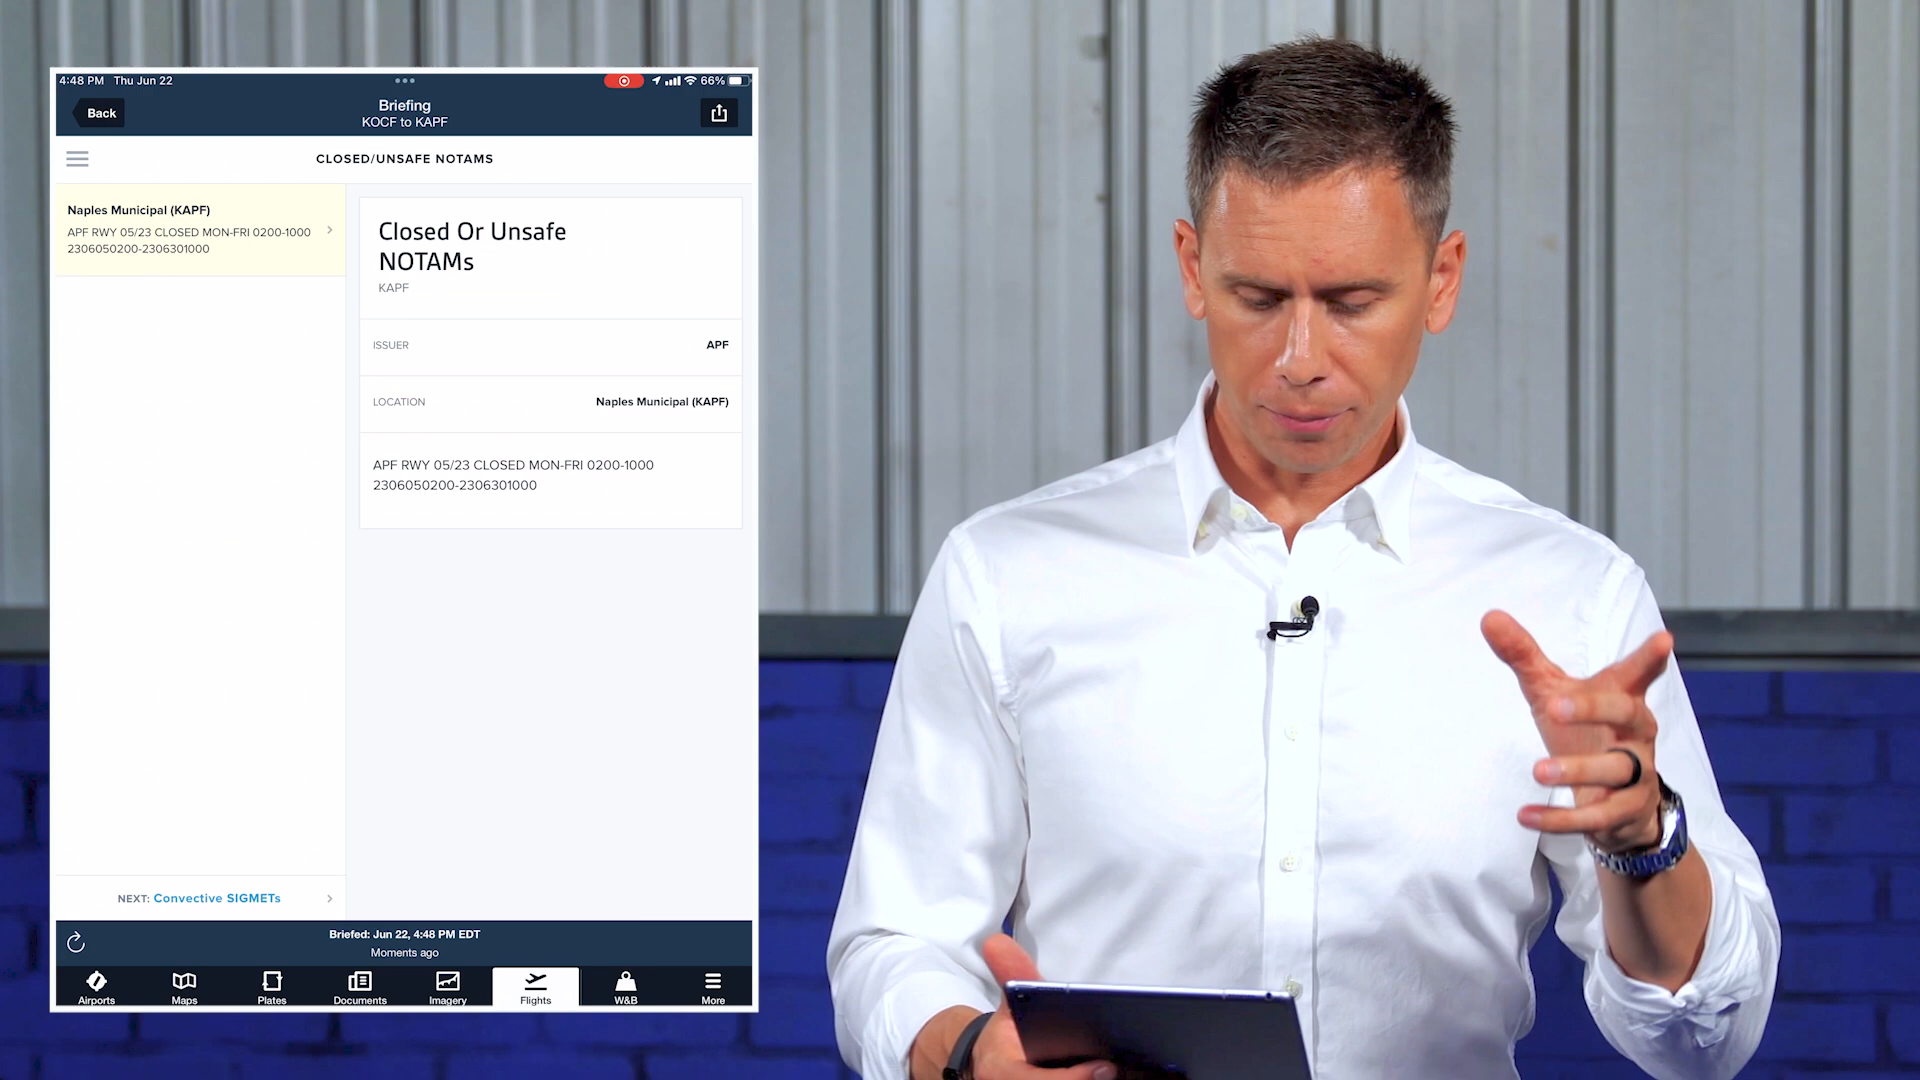 4:48 PM Thu Jun 22
66%
Back
Briefing
KOCF to KAPF
CLOSED/UNSAFE NOTAMS
Naples Municipal (KAPF)
APF RWY 05/23 CLOSED MON-FRI 0200-1000
2306050200-2306301000
Closed Or Unsafe
NOTAMs
KAPF
ISSUER APF
LOCATION Naples Municipal (KAPF)
APF RWY 05/23 CLOSED MON-FRI 0200-1000
2306050200-2306301000
NEXT: Convective SIGMETs
Briefed: Jun 22, 4:48 PM EDT
Moments ago
Airports Maps Plates Documents Imagery Flights W&B More